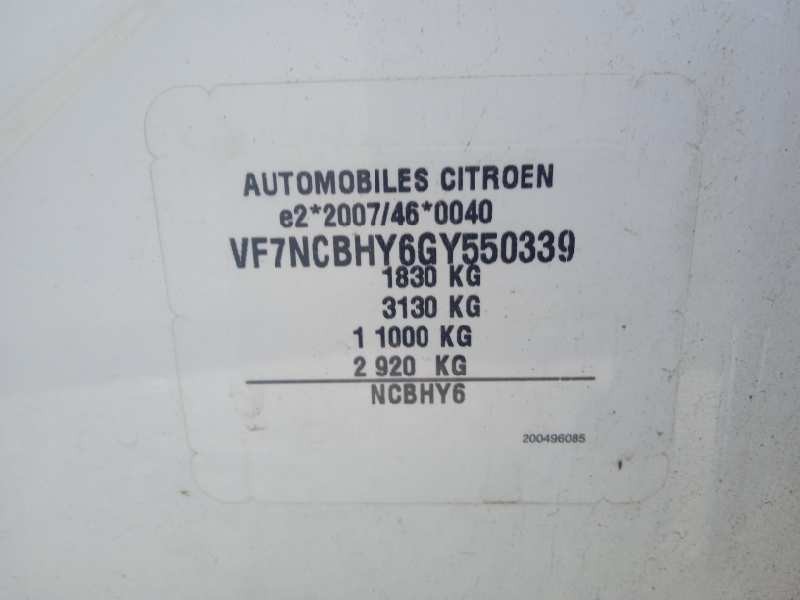 AUTOMOBILES CITROEN
e2*2007/46*0040
VF7NCBHY6GY550339
1830 KG
3130 KG
1 1000 KG
2 920 KG
NCBHY6
200496085